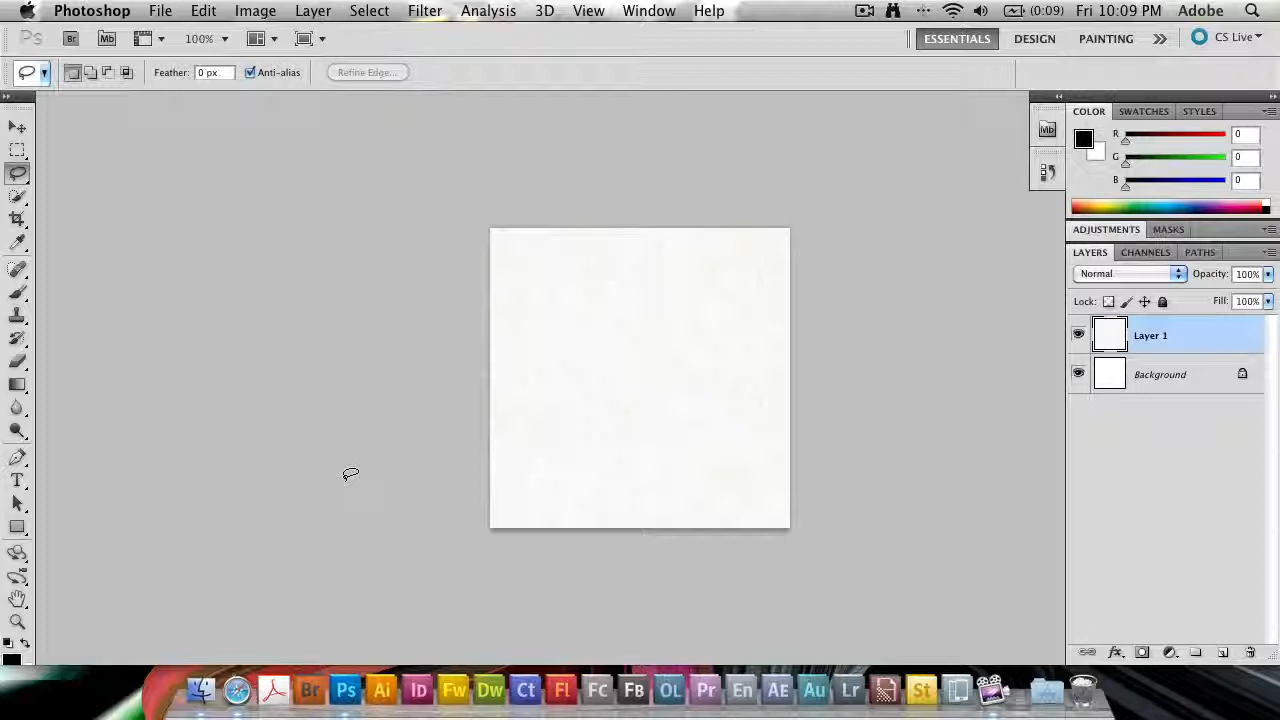 Photoshop File Edit Image Layer Select Filter Analysis 3D View Window Help (0:09) Fri 10:09 PM Adobe
Ps Br Mb 100% ESSENTIALS DESIGN PAINTING CS Live
Feather: 0 px Anti-alias Refine Edge...
COLOR SWATCHES STYLES
Mb
R 0
G 0
B 0
ADJUSTMENTS MASKS
LAYERS CHANNELS PATHS
Normal Opacity: 100%
Lock: Fill: 100%
Layer 1
Background
T
fx
Br Ps Ai Id Fw Dw Ct Fl Fc FB OL Pr En AE Au Lr St